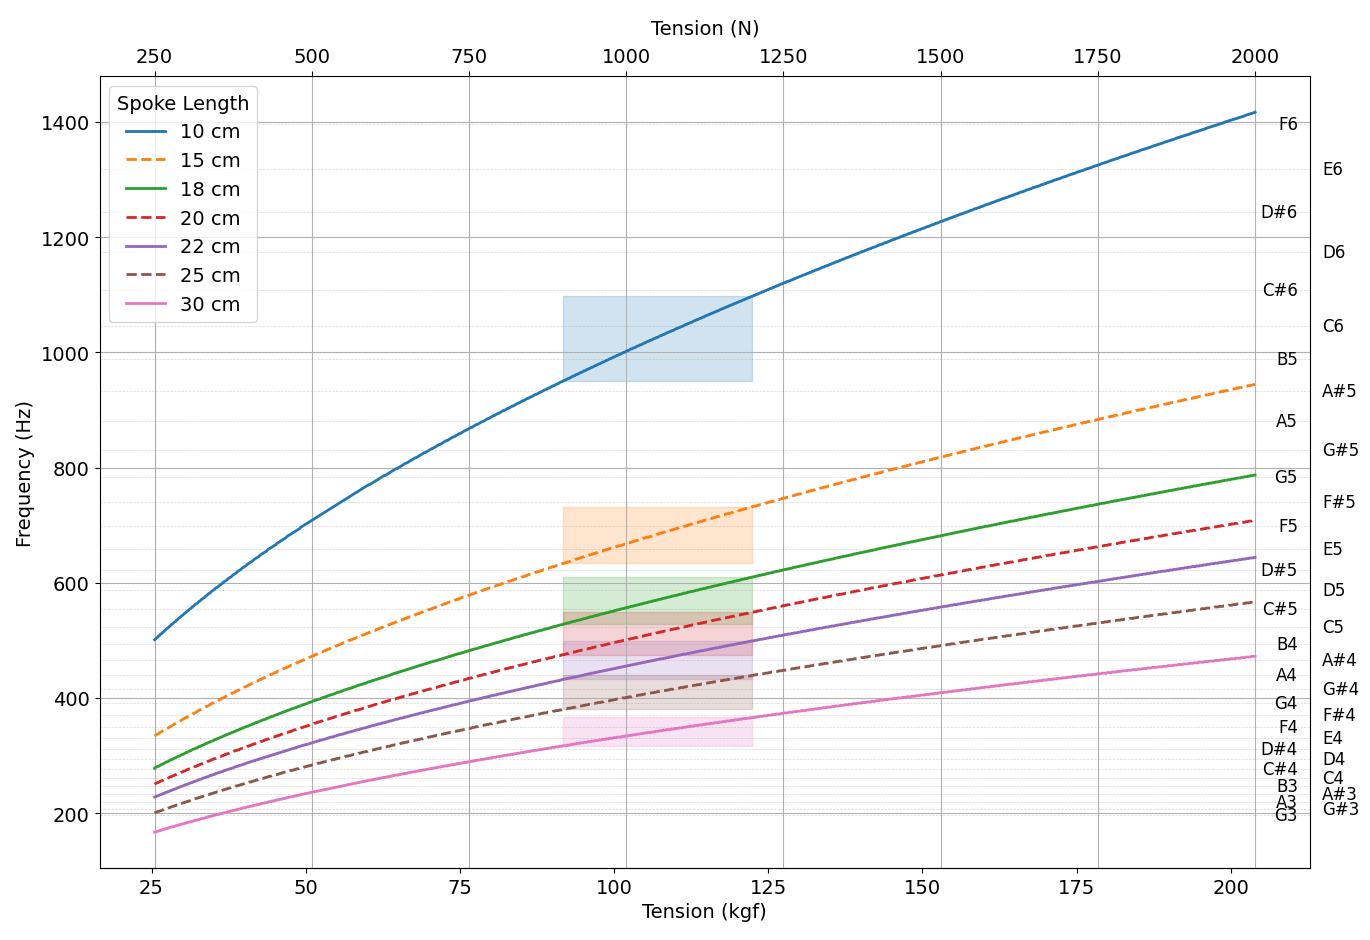 Tension (N)
250 500 750 1000 1250 1500 1750 2000
Spoke Length
10 cm
15 cm
18 cm
20 cm
22 cm
25 cm
30 cm
Frequency (Hz)
1400
1200
1000
800
600
400
200
F6
E6
D#6
D6
C#6
C6
B5
A#5
A5
G#5
G5
F#5
F5
E5
D#5
D5
C#5
C5
B4
A#4
A4
G#4
G4
F#4
F4
E4
D#4
D4
C#4
C4
B3
A#3
A3
G#3
G3
25 50 75 100 125 150 175 200
Tension (kgf)